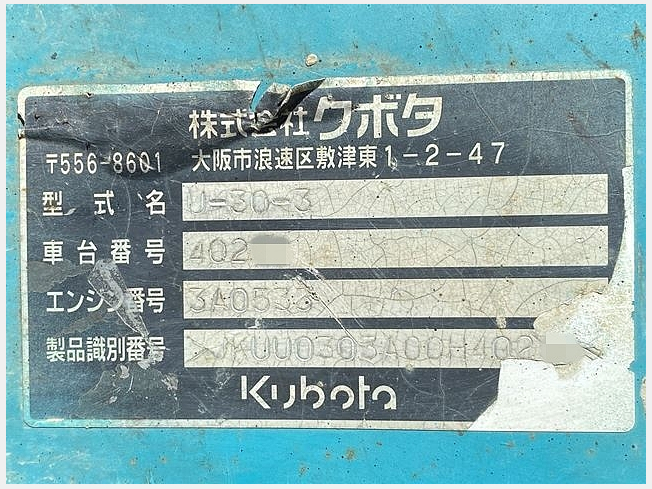 株式会社クボタ
〒556-8601 大阪市浪速区敷津東1-2-47
型式名 U-30-3
車台番号 402
エンジン番号 3A0533
製品識別番号 JKUU0303A00H402
Kubota